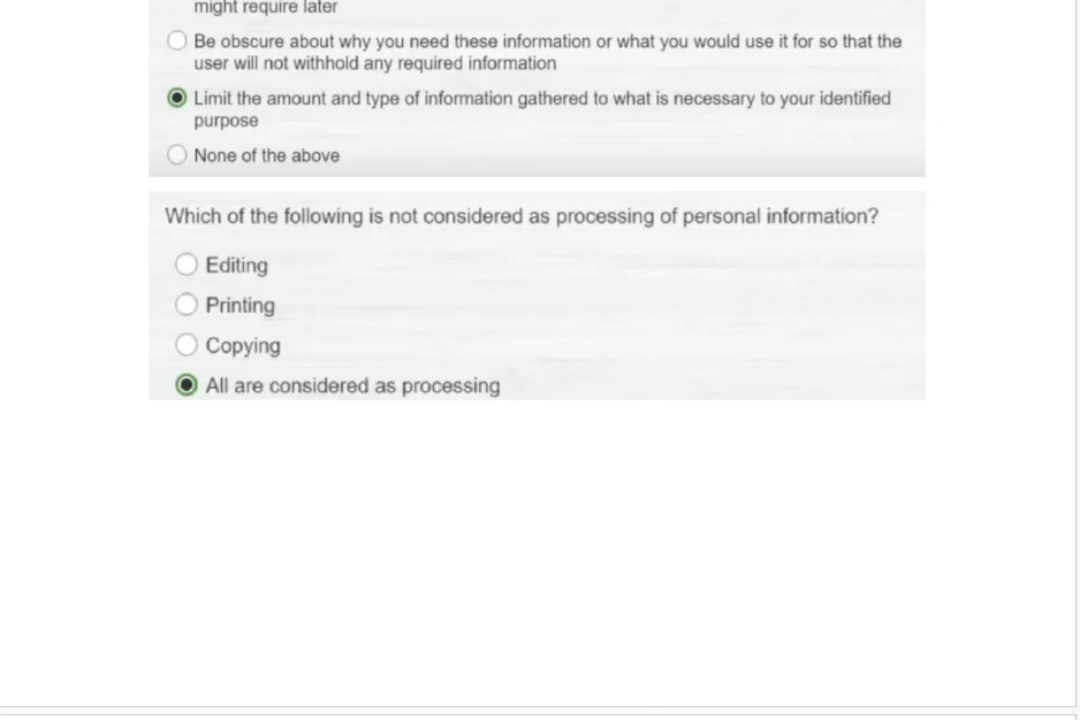 might require later
Be obscure about why you need these information or what you would use it for so that the
user will not withhold any required information
Limit the amount and type of information gathered to what is necessary to your identified
purpose
None of the above
Which of the following is not considered as processing of personal information?
Editing
Printing
Copying
All are considered as processing